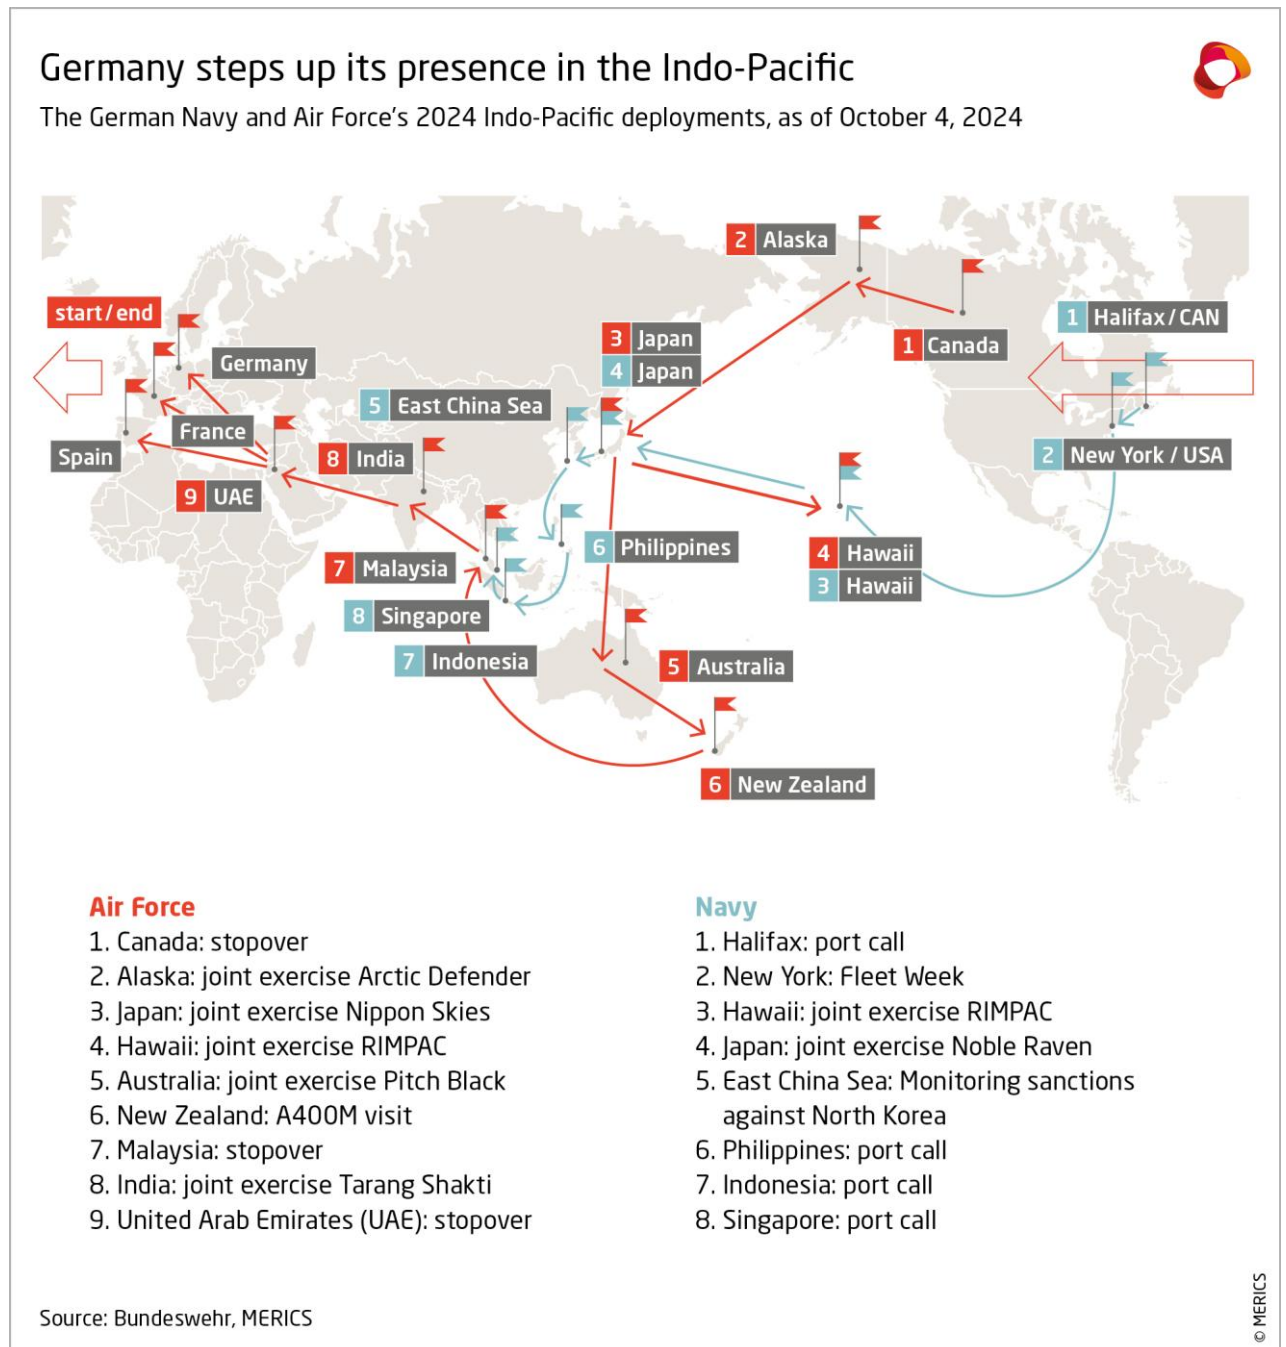 Germany steps up its presence in the Indo-Pacific
The German Navy and Air Force's 2024 Indo-Pacific deployments, as of October 4, 2024
2 Alaska
start/end
1 Halifax/CAN
3 Japan
1 Canada
Germany
4 Japan
5 East China Sea
France
Spain
8 India
2 New York / USA
9 UAE
6 Philippines
4 Hawaii
7 Malaysia
3 Hawaii
8 Singapore
7 Indonesia
5 Australia
6 New Zealand
Air Force
1. Canada: stopover
2. Alaska: joint exercise Arctic Defender
3. Japan: joint exercise Nippon Skies
4. Hawaii: joint exercise RIMPAC
5. Australia: joint exercise Pitch Black
6. New Zealand: A400M visit
7. Malaysia: stopover
8. India: joint exercise Tarang Shakti
9. United Arab Emirates (UAE): stopover
Navy
1. Halifax: port call
2. New York: Fleet Week
3. Hawaii: joint exercise RIMPAC
4. Japan: joint exercise Noble Raven
5. East China Sea: Monitoring sanctions
against North Korea
6. Philippines: port call
7. Indonesia: port call
8. Singapore: port call
Source: Bundeswehr, MERICS
© MERICS